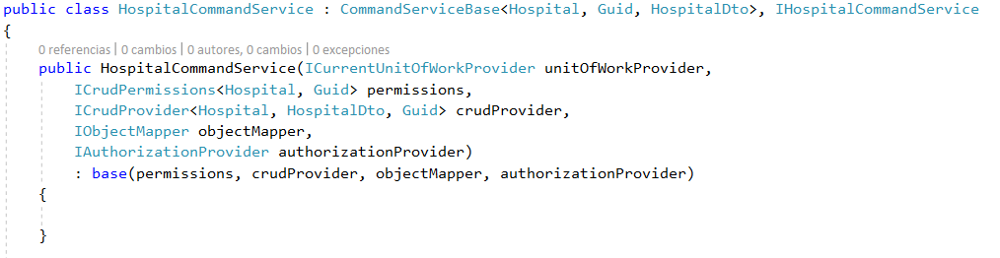 public class HospitalCommandService : CommandServiceBase<Hospital, Guid, HospitalDto>, IHospitalCommandService
{
0 referencias | 0 cambios | 0 autores, 0 cambios | 0 excepciones
public HospitalCommandService(ICurrentUnitOfWorkProvider unitOfWorkProvider,
ICrudPermissions<Hospital, Guid> permissions,
ICrudProvider<Hospital, HospitalDto, Guid> crudProvider,
IObjectMapper objectMapper,
IAuthorizationProvider authorizationProvider)
: base(permissions, crudProvider, objectMapper, authorizationProvider)
{
}